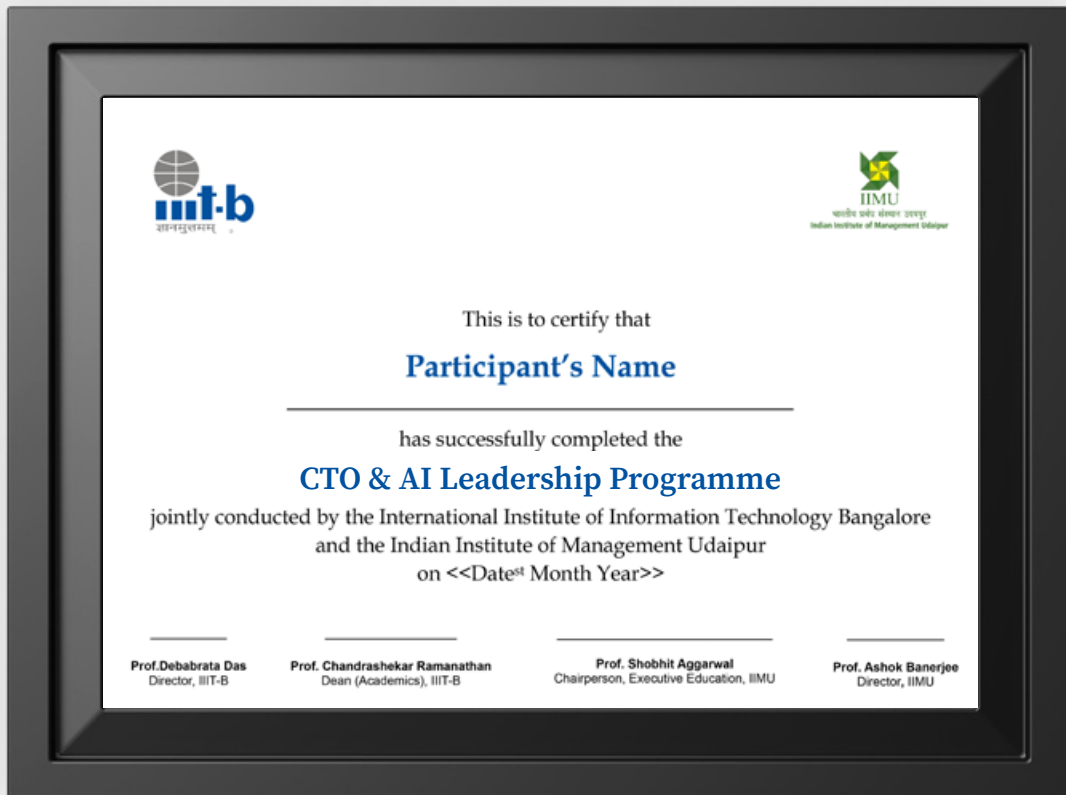 iiit-b
ज्ञानमुत्तमम्
IIMU
भारतीय प्रबंध संस्थान उदयपुर
Indian Institute of Management Udaipur
This is to certify that
Participant’s Name
has successfully completed the
CTO & AI Leadership Programme
jointly conducted by the International Institute of Information Technology Bangalore
and the Indian Institute of Management Udaipur
on <<Dateˢᵗ Month Year>>
Prof.Debabrata Das
Director, IIIT-B
Prof. Chandrashekar Ramanathan
Dean (Academics), IIIT-B
Prof. Shobhit Aggarwal
Chairperson, Executive Education, IIMU
Prof. Ashok Banerjee
Director, IIMU